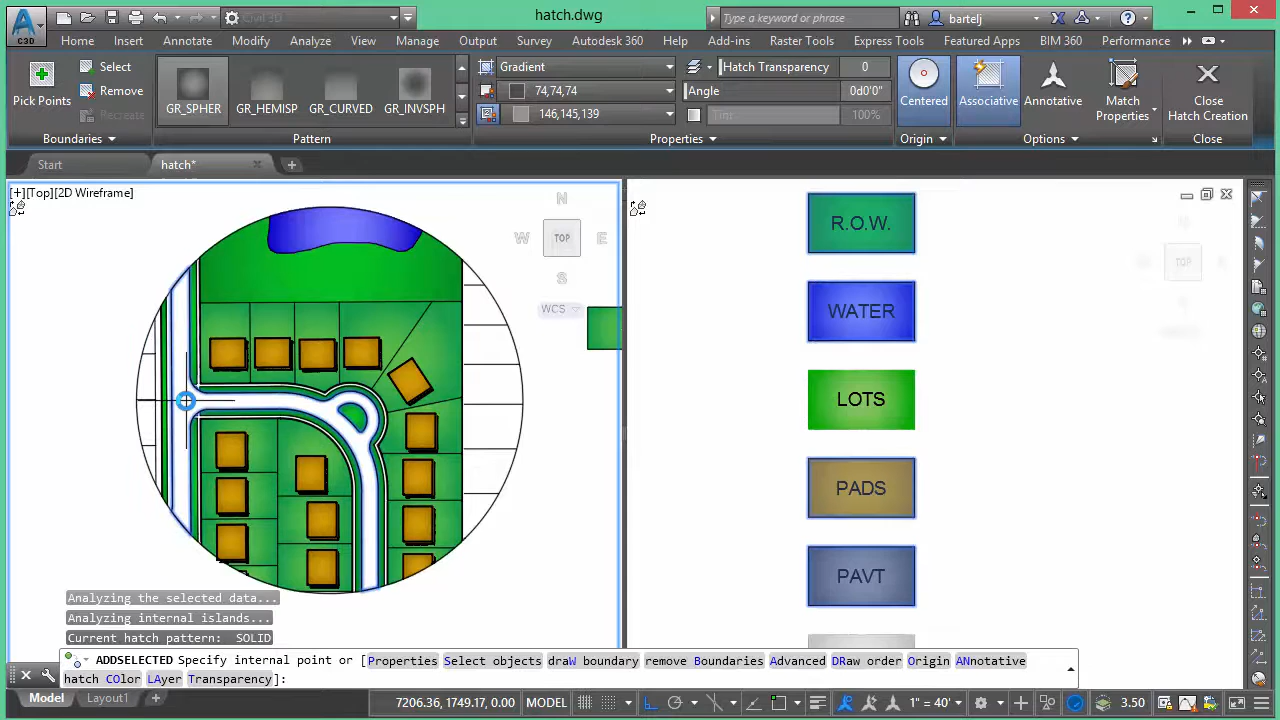 hatch.dwg
Civil 3D
Type a keyword or phrase
bartelj
C3D
Home Insert Annotate Modify Analyze View Manage Output Survey Autodesk 360 Help Add-ins Raster Tools Express Tools Featured Apps BIM 360 Performance
Pick Points
Select
Remove
Recreate
Boundaries
GR_SPHER GR_HEMISP GR_CURVED GR_INVSPH
Pattern
Gradient
74,74,74
146,145,139
Hatch Transparency 0
Angle 0d0'0"
Tint... 100%
Properties
Centered
Origin
Associative
Annotative
Match
Properties
Options
Close
Hatch Creation
Close
Start
hatch*
[+][Top][2D Wireframe]
N
W TOP E
S
WCS
TOP
R.O.W.
WATER
LOTS
PADS
PAVT
Analyzing the selected data...
Analyzing internal islands...
Current hatch pattern: SOLID
ADDSELECTED Specify internal point or [Properties Select objects draW boundary remove Boundaries Advanced DRaw order Origin ANnotative
hatch COlor LAyer Transparency]:
Model Layout1
7206.36, 1749.17, 0.00 MODEL 1" = 40' 3.50